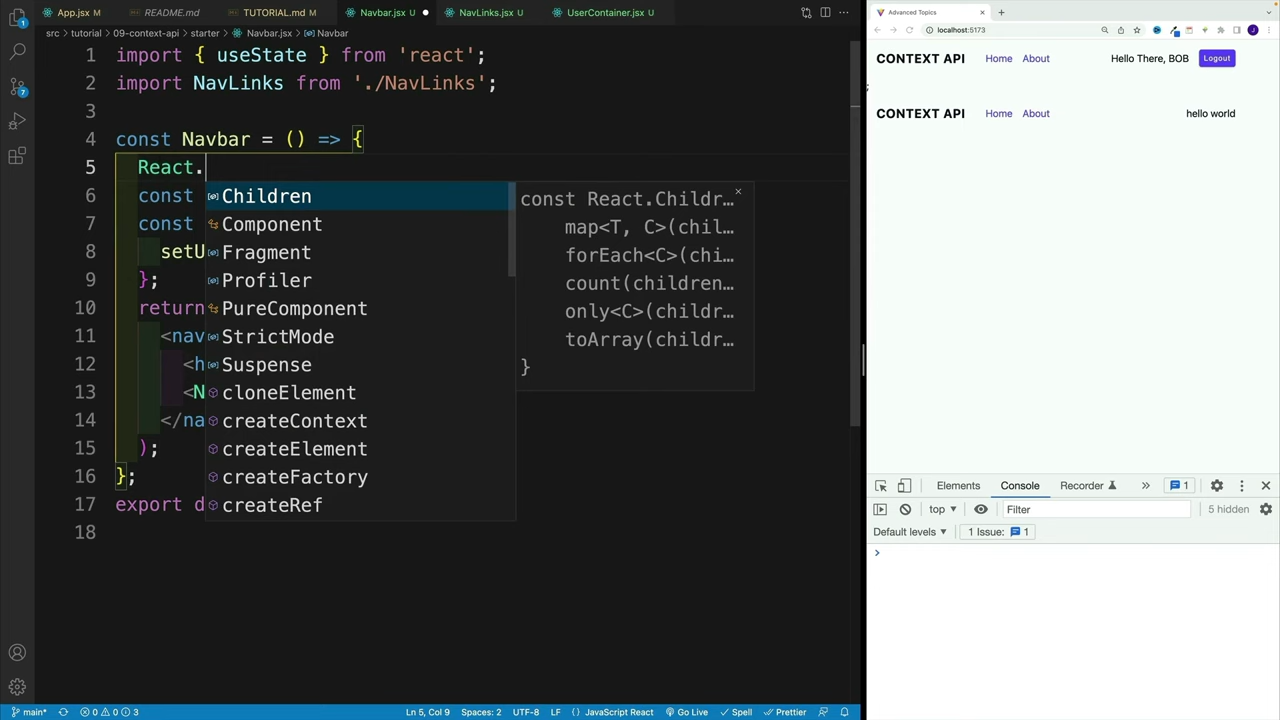 App.jsx M
README.md
TUTORIAL.md M
Navbar.jsx U
NavLinks.jsx U
UserContainer.jsx U
src > tutorial > 09-context-api > starter > Navbar.jsx > Navbar
1 import { useState } from 'react';
2 import NavLinks from './NavLinks';
3
4 const Navbar = () => {
5 React.
6 const
7 const
8 setU
9 };
10 return
11 <nav
12 <h
13 <N
14 </na
15 );
16 };
17 export d
18
Children
Component
Fragment
Profiler
PureComponent
StrictMode
Suspense
cloneElement
createContext
createElement
createFactory
createRef
const React.Childr…
map<T, C>(chil…
forEach<C>(chi…
count(children…
only<C>(childr…
toArray(childr…
}
7
main*
0 0 3
Ln 5, Col 9
Spaces: 2
UTF-8
LF
{} JavaScript React
Go Live
Spell
Prettier
Advanced Topics
localhost:5173
J
CONTEXT API Home About Hello There, BOB Logout
;
CONTEXT API Home About hello world
Elements Console Recorder » 1
top Filter 5 hidden
Default levels 1 Issue: 1
>